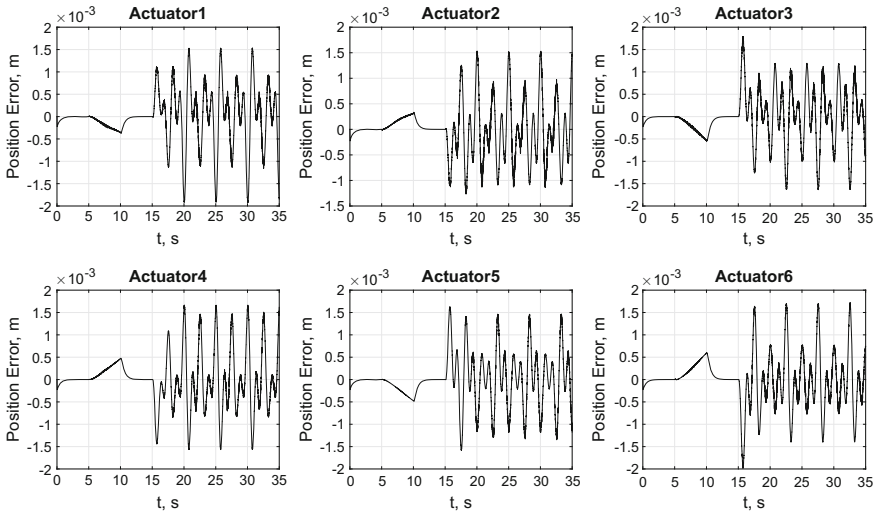 ×10-3 Actuator1
Position Error, m
2
1.5
1
0.5
0
-0.5
-1
-1.5
-2
0 5 10 15 20 25 30 35
t, s
×10-3 Actuator2
Position Error, m
2
1.5
1
0.5
0
-0.5
-1
-1.5
0 5 10 15 20 25 30 35
t, s
×10-3 Actuator3
Position Error, m
2
1.5
1
0.5
0
-0.5
-1
-1.5
-2
0 5 10 15 20 25 30 35
t, s
×10-3 Actuator4
Position Error, m
2
1.5
1
0.5
0
-0.5
-1
-1.5
-2
0 5 10 15 20 25 30 35
t, s
×10-3 Actuator5
Position Error, m
2
1.5
1
0.5
0
-0.5
-1
-1.5
-2
0 5 10 15 20 25 30 35
t, s
×10-3 Actuator6
Position Error, m
2
1.5
1
0.5
0
-0.5
-1
-1.5
-2
0 5 10 15 20 25 30 35
t, s